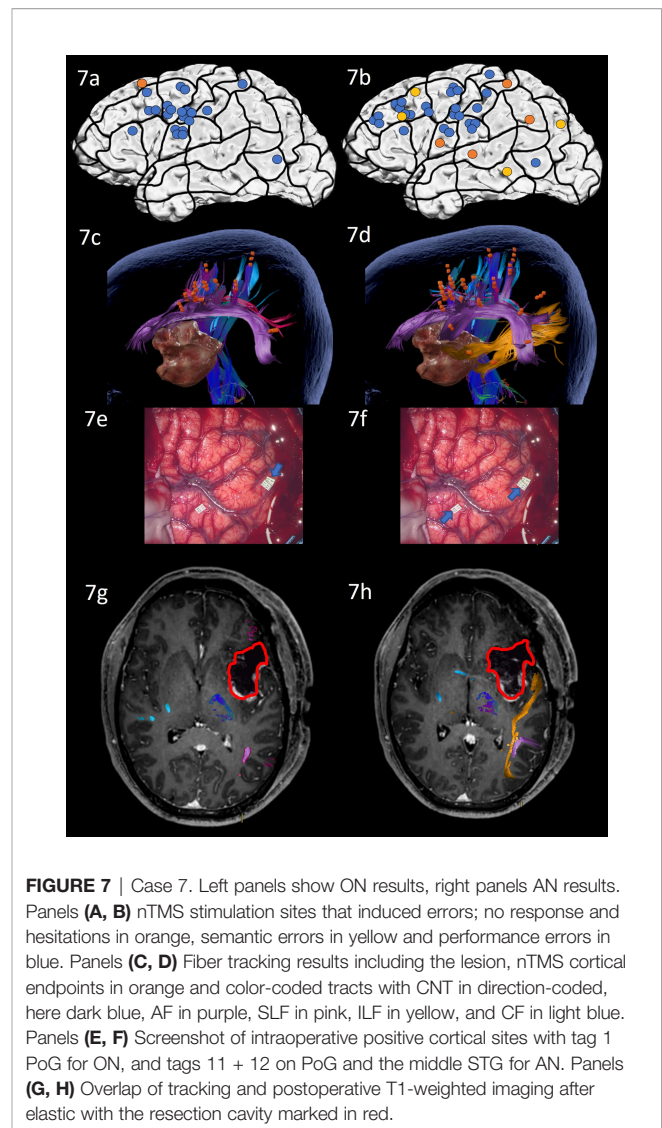 7a
7b
7c
7d
7e
7f
7g
7h
FIGURE 7 | Case 7. Left panels show ON results, right panels AN results.
Panels (A, B) nTMS stimulation sites that induced errors; no response and
hesitations in orange, semantic errors in yellow and performance errors in
blue. Panels (C, D) Fiber tracking results including the lesion, nTMS cortical
endpoints in orange and color-coded tracts with CNT in direction-coded,
here dark blue, AF in purple, SLF in pink, ILF in yellow, and CF in light blue.
Panels (E, F) Screenshot of intraoperative positive cortical sites with tag 1
PoG for ON, and tags 11 + 12 on PoG and the middle STG for AN. Panels
(G, H) Overlap of tracking and postoperative T1-weighted imaging after
elastic with the resection cavity marked in red.